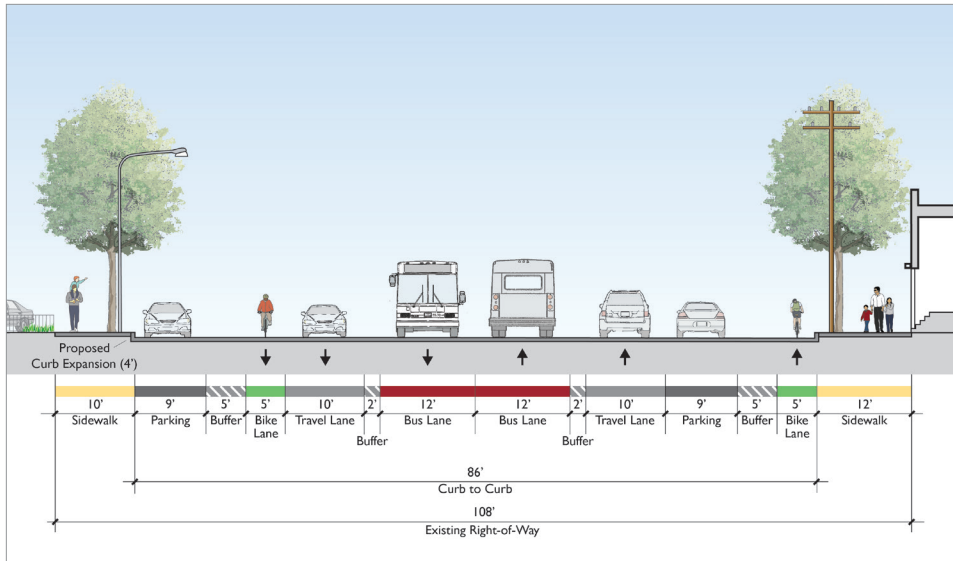 Proposed
Curb Expansion (4’)
10’ 9’ 5’ 5’ 10’ 2’ 12’ 12’ 2’ 10’ 9’ 5’ 5’ 12’
Sidewalk Parking Buffer Bike Lane Travel Lane Buffer Bus Lane Bus Lane Buffer Travel Lane Parking Buffer Bike Lane Sidewalk
86’
Curb to Curb
108’
Existing Right-of-Way